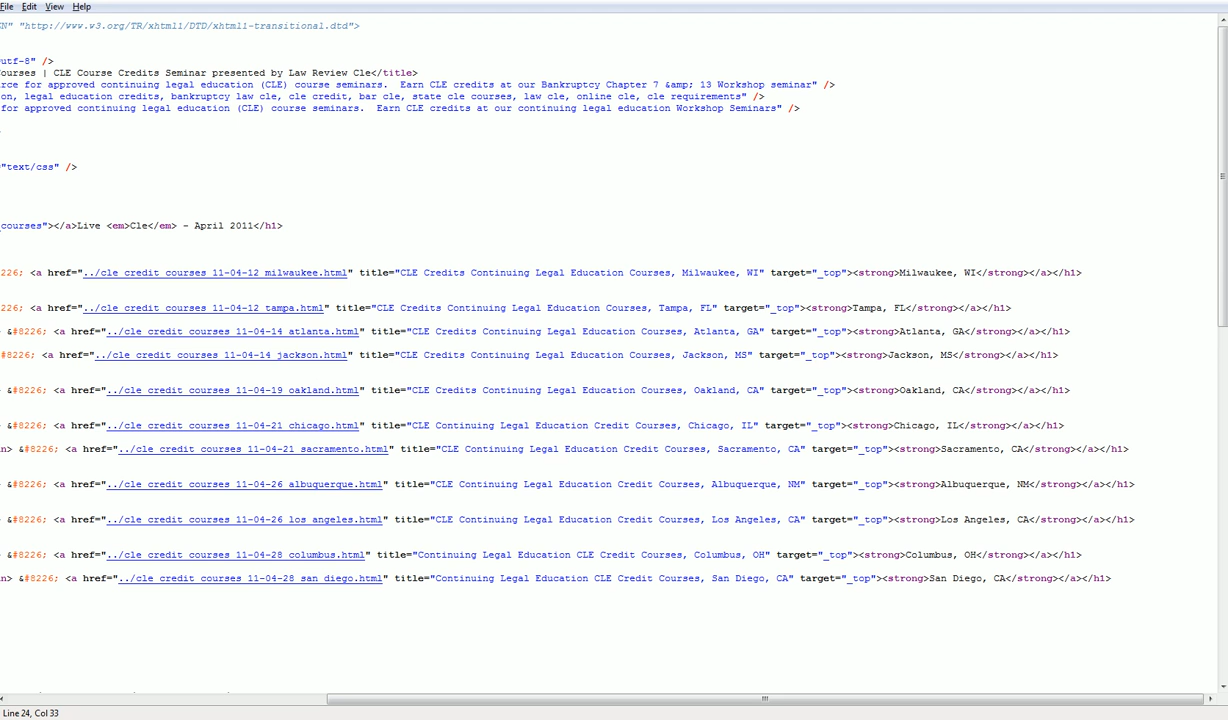 File Edit View Help
EN" "http://www.w3.org/TR/xhtml1/DTD/xhtml1-transitional.dtd">
utf-8" />
Courses | CLE Course Credits Seminar presented by Law Review Cle</title>
rce for approved continuing legal education (CLE) course seminars.  Earn CLE credits at our Bankruptcy Chapter 7 &amp; 13 Workshop seminar" />
on, legal education credits, bankruptcy law cle, cle credit, bar cle, state cle courses, law cle, online cle, cle requirements" />
for approved continuing legal education (CLE) course seminars.  Earn CLE credits at our continuing legal education Workshop Seminars" />
"text/css" />
courses"></a>Live <em>Cle</em> - April 2011</h1>
226; <a href="../cle credit courses 11-04-12 milwaukee.html" title="CLE Credits Continuing Legal Education Courses, Milwaukee, WI" target="_top"><strong>Milwaukee, WI</strong></a></h1>
226; <a href="../cle credit courses 11-04-12 tampa.html" title="CLE Credits Continuing Legal Education Courses, Tampa, FL" target="_top"><strong>Tampa, FL</strong></a></h1>
&#8226; <a href="../cle credit courses 11-04-14 atlanta.html" title="CLE Credits Continuing Legal Education Courses, Atlanta, GA" target="_top"><strong>Atlanta, GA</strong></a></h1>
#8226; <a href="../cle credit courses 11-04-14 jackson.html" title="CLE Credits Continuing Legal Education Courses, Jackson, MS" target="_top"><strong>Jackson, MS</strong></a></h1>
&#8226; <a href="../cle credit courses 11-04-19 oakland.html" title="CLE Credits Continuing Legal Education Courses, Oakland, CA" target="_top"><strong>Oakland, CA</strong></a></h1>
&#8226; <a href="../cle credit courses 11-04-21 chicago.html" title="CLE Continuing Legal Education Credit Courses, Chicago, IL" target="_top"><strong>Chicago, IL</strong></a></h1>
n> &#8226; <a href="../cle credit courses 11-04-21 sacramento.html" title="CLE Continuing Legal Education Credit Courses, Sacramento, CA" target="_top"><strong>Sacramento, CA</strong></a></h1>
&#8226; <a href="../cle credit courses 11-04-26 albuquerque.html" title="CLE Continuing Legal Education Credit Courses, Albuquerque, NM" target="_top"><strong>Albuquerque, NM</strong></a></h1>
&#8226; <a href="../cle credit courses 11-04-26 los angeles.html" title="CLE Continuing Legal Education Credit Courses, Los Angeles, CA" target="_top"><strong>Los Angeles, CA</strong></a></h1>
&#8226; <a href="../cle credit courses 11-04-28 columbus.html" title="Continuing Legal Education CLE Credit Courses, Columbus, OH" target="_top"><strong>Columbus, OH</strong></a></h1>
n> &#8226; <a href="../cle credit courses 11-04-28 san diego.html" title="Continuing Legal Education CLE Credit Courses, San Diego, CA" target="_top"><strong>San Diego, CA</strong></a></h1>
Line 24, Col 33